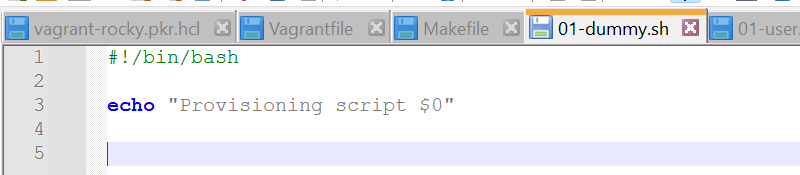 vagrant-rocky.pkr.hcl Vagrantfile Makefile 01-dummy.sh 01-user.
1 #!/bin/bash
2
3 echo "Provisioning script $0"
4
5